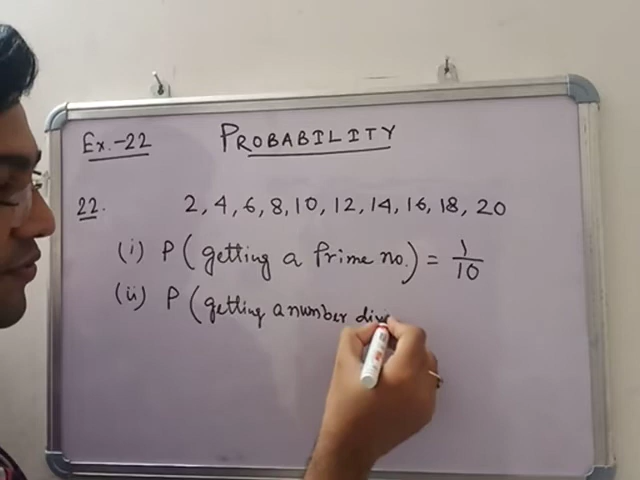 Ex.-22 PROBABILITY
22. 2, 4, 6, 8, 10, 12, 14, 16, 18, 20
(i) P (getting a Prime no.) = 1/10
(ii) P (getting a number div